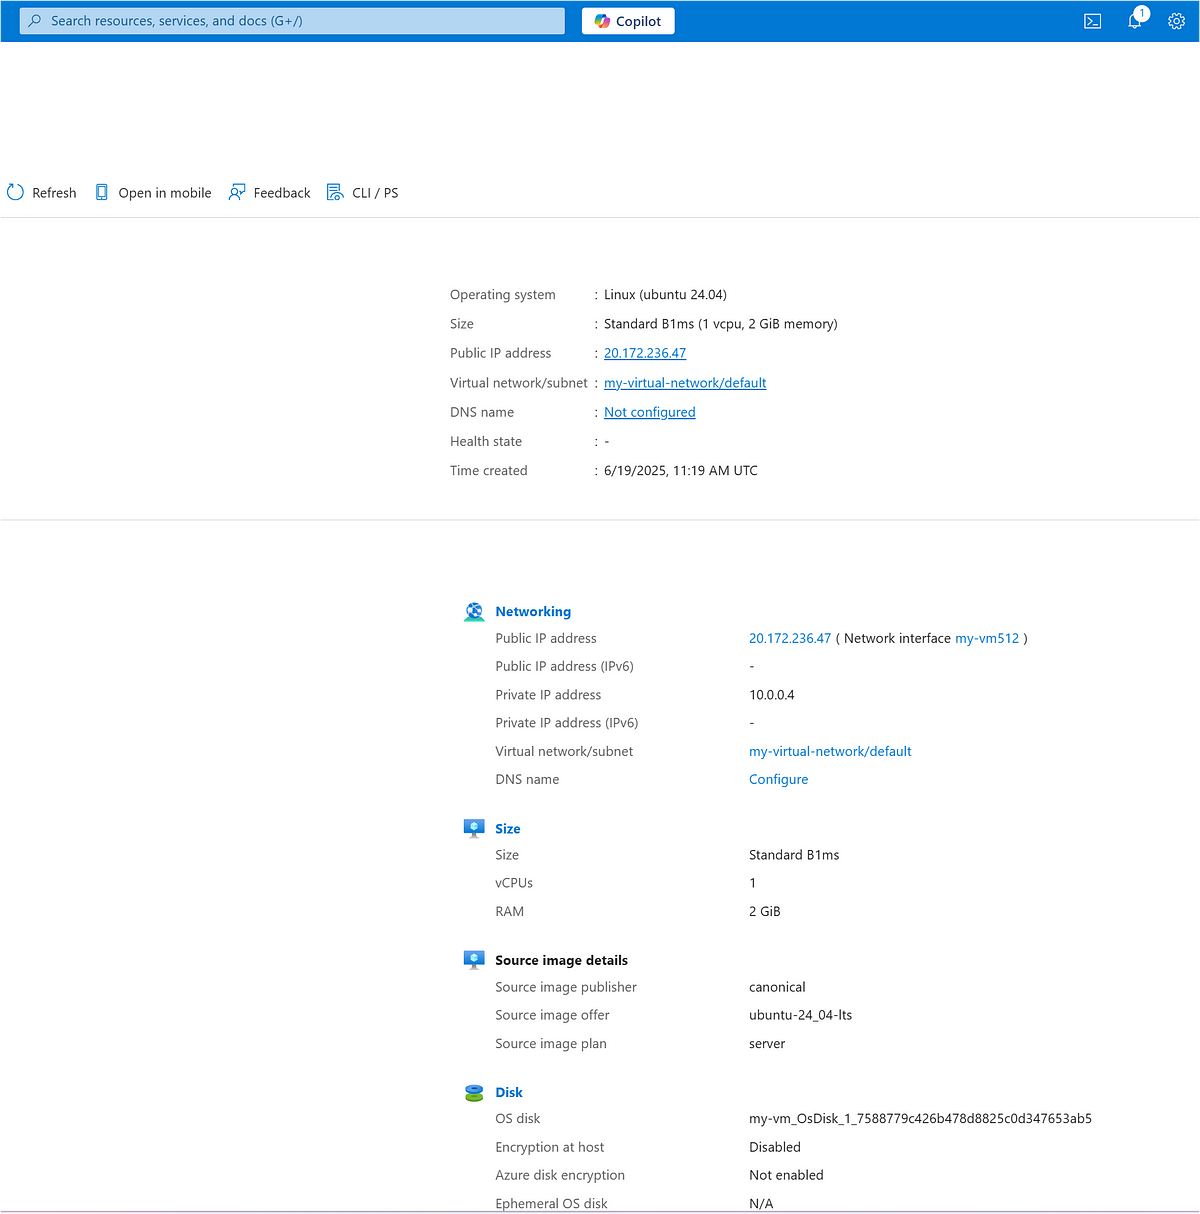 Search resources, services, and docs (G+/)
Copilot
1
Refresh
Open in mobile
Feedback
CLI / PS
Operating system : Linux (ubuntu 24.04)
Size : Standard B1ms (1 vcpu, 2 GiB memory)
Public IP address : 20.172.236.47
Virtual network/subnet : my-virtual-network/default
DNS name : Not configured
Health state : -
Time created : 6/19/2025, 11:19 AM UTC
Networking
Public IP address 20.172.236.47 ( Network interface my-vm512 )
Public IP address (IPv6) -
Private IP address 10.0.0.4
Private IP address (IPv6) -
Virtual network/subnet my-virtual-network/default
DNS name Configure
Size
Size Standard B1ms
vCPUs 1
RAM 2 GiB
Source image details
Source image publisher canonical
Source image offer ubuntu-24_04-lts
Source image plan server
Disk
OS disk my-vm_OsDisk_1_7588779c426b478d8825c0d347653ab5
Encryption at host Disabled
Azure disk encryption Not enabled
Ephemeral OS disk N/A